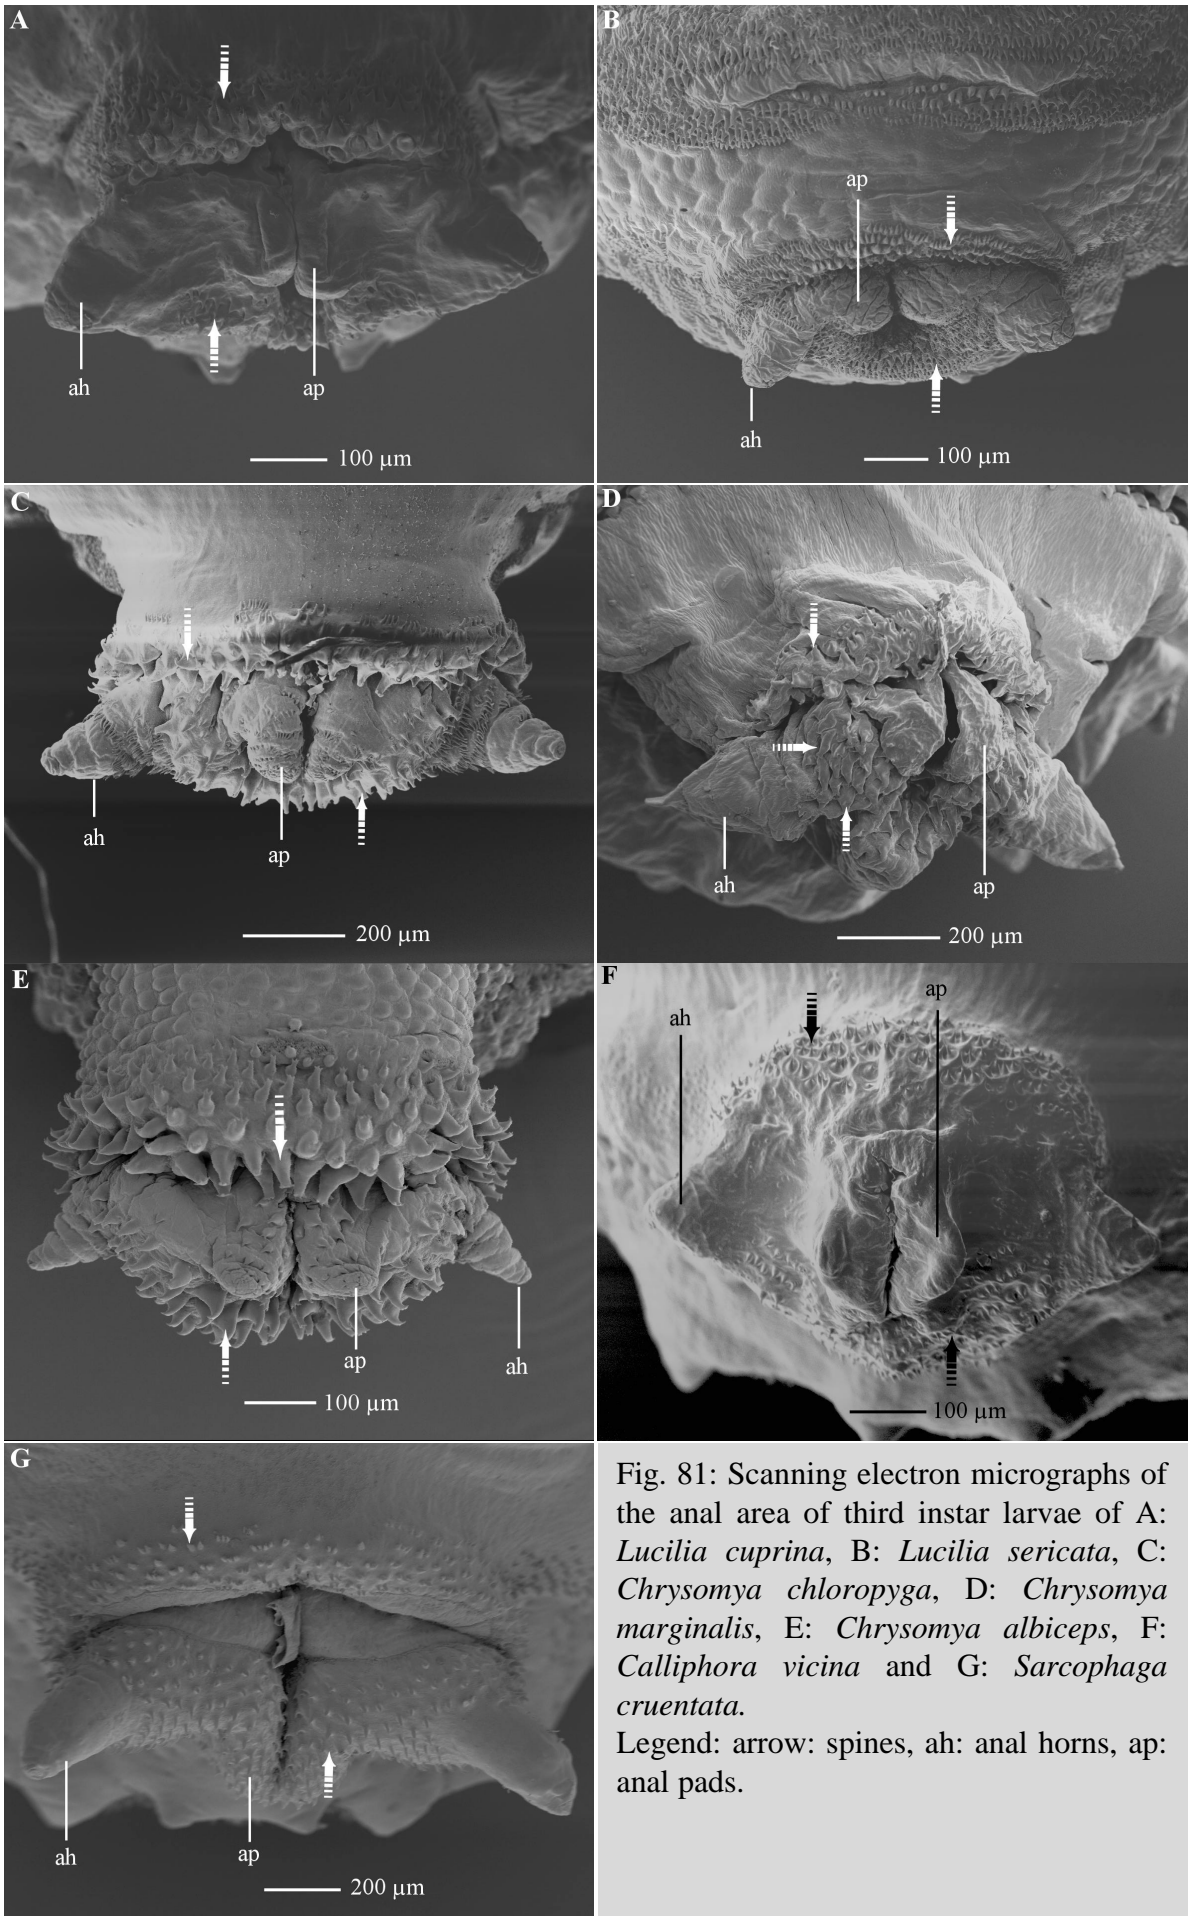 A
ah
ap
100 µm
B
ap
ah
100 µm
C
ah
ap
200 µm
D
ah
ap
200 µm
E
ap
ah
100 µm
F
ah
ap
100 µm
G
ah
ap
200 µm
Fig. 81: Scanning electron micrographs of
the anal area of third instar larvae of A:
Lucilia cuprina, B: Lucilia sericata, C:
Chrysomya chloropyga, D: Chrysomya
marginalis, E: Chrysomya albiceps, F:
Calliphora vicina and G: Sarcophaga
cruentata.
Legend: arrow: spines, ah: anal horns, ap:
anal pads.